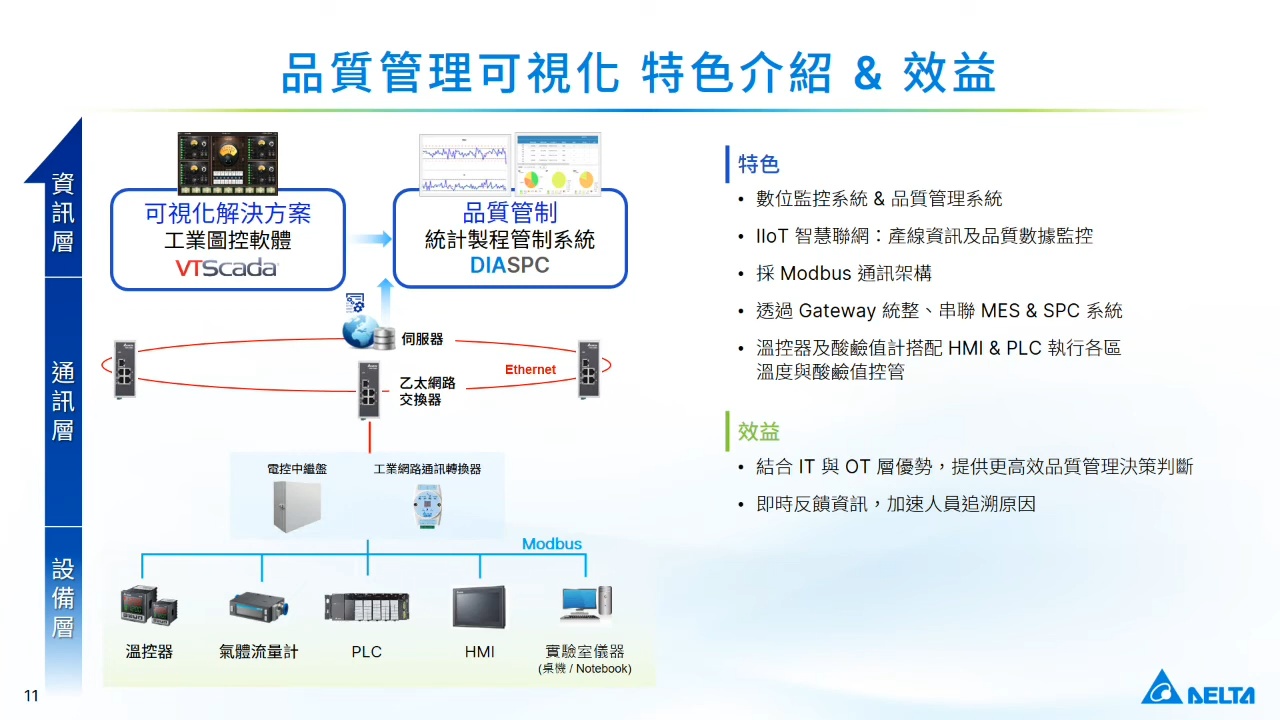 品質管理可視化 特色介紹 & 效益
資訊層
可視化解決方案
工業圖控軟體
VTScada
品質管制
統計製程管制系統
DIASPC
通訊層
伺服器
Ethernet
乙太網路
交換器
電控中繼盤
工業網路通訊轉換器
Modbus
設備層
溫控器
氣體流量計
PLC
HMI
實驗室儀器
(桌機 / Notebook)
特色
• 數位監控系統 & 品質管理系統
• IIoT 智慧聯網：產線資訊及品質數據監控
• 採 Modbus 通訊架構
• 透過 Gateway 統整、串聯 MES & SPC 系統
• 溫控器及酸鹼值計搭配 HMI & PLC 執行各區
溫度與酸鹼值控管
效益
• 結合 IT 與 OT 層優勢，提供更高效品質管理決策判斷
• 即時反饋資訊，加速人員追溯原因
11
DELTA